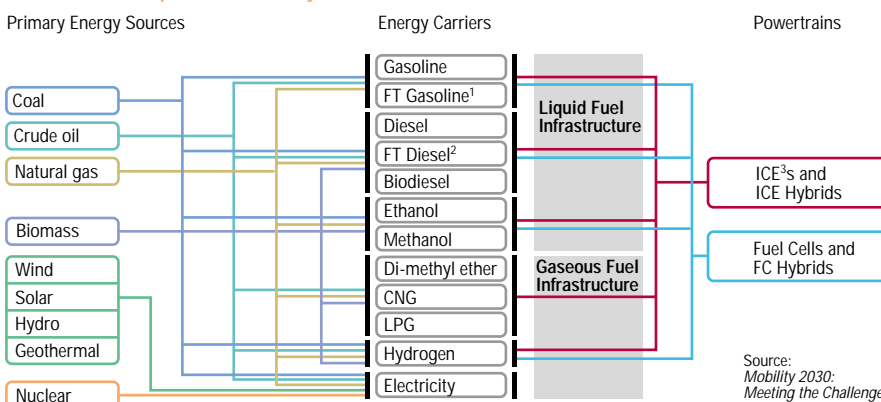 Primary Energy Sources
Energy Carriers
Powertrains
Coal
Crude oil
Natural gas
Biomass
Wind
Solar
Hydro
Geothermal
Nuclear
Gasoline
FT Gasoline¹
Diesel
FT Diesel²
Biodiesel
Ethanol
Methanol
Di-methyl ether
CNG
LPG
Hydrogen
Electricity
Liquid Fuel
Infrastructure
Gaseous Fuel
Infrastructure
ICE³s and
ICE Hybrids
Fuel Cells and
FC Hybrids
Source:
Mobility 2030:
Meeting the Challenge